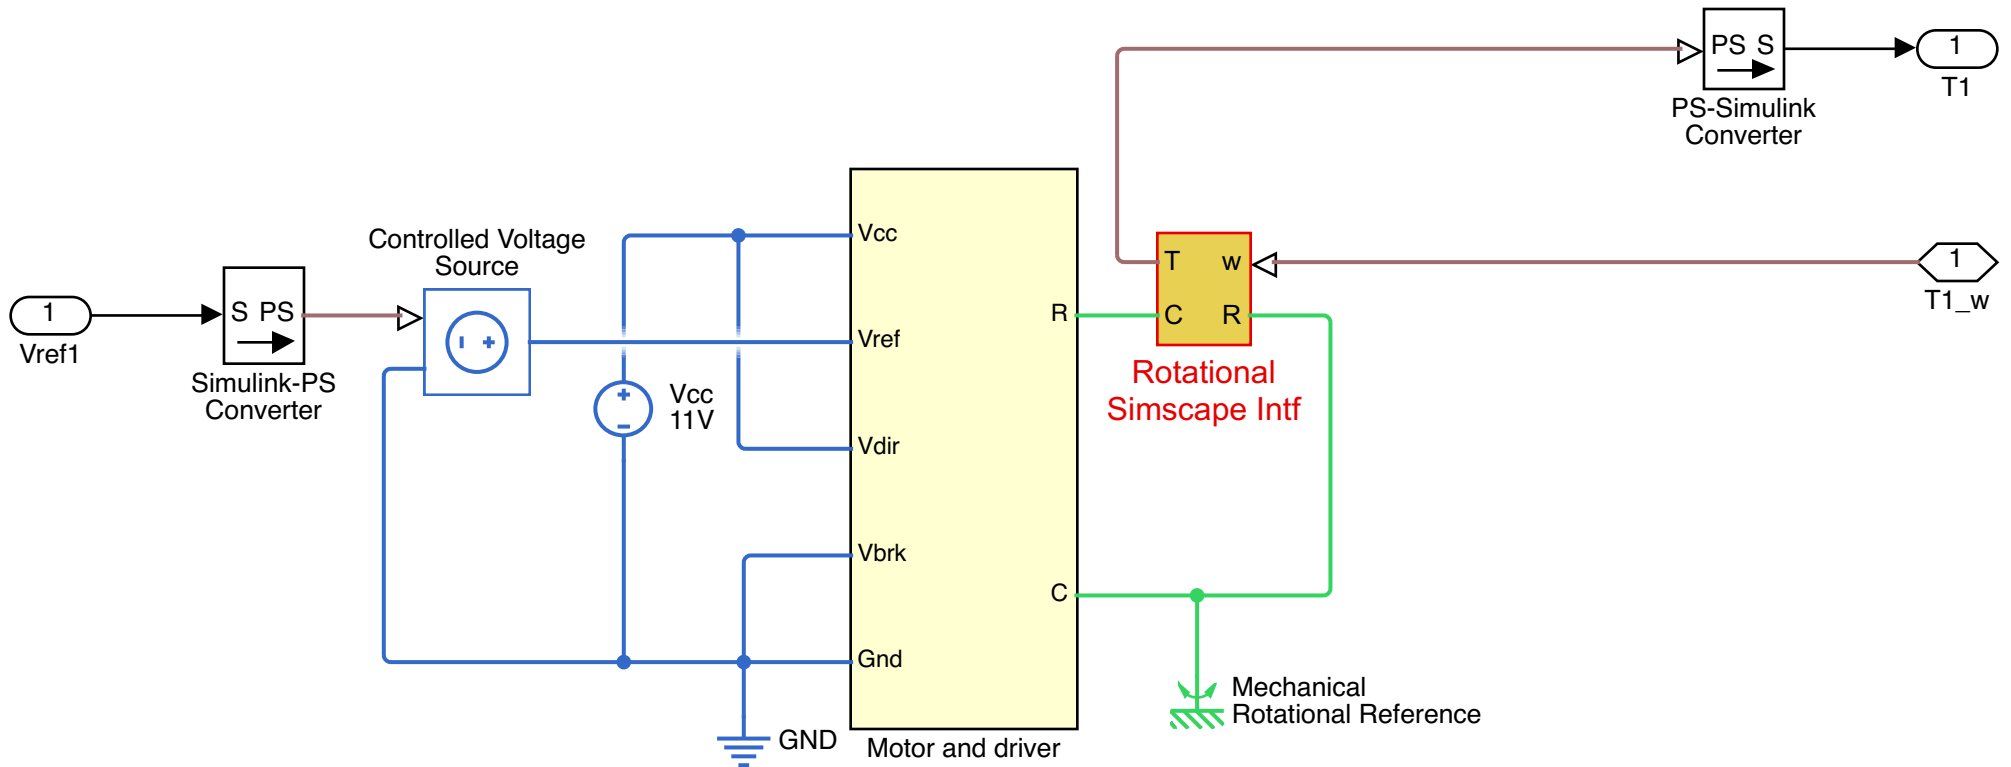 PS S
1
T1
PS-Simulink
Converter
Controlled Voltage
Source
Vcc
T w
1
T1_w
1
Vref1
S PS
Simulink-PS
Converter
R
C R
Vref
Rotational
Simscape Intf
Vcc
11V
Vdir
Vbrk
C
Gnd
Mechanical
Rotational Reference
GND
Motor and driver